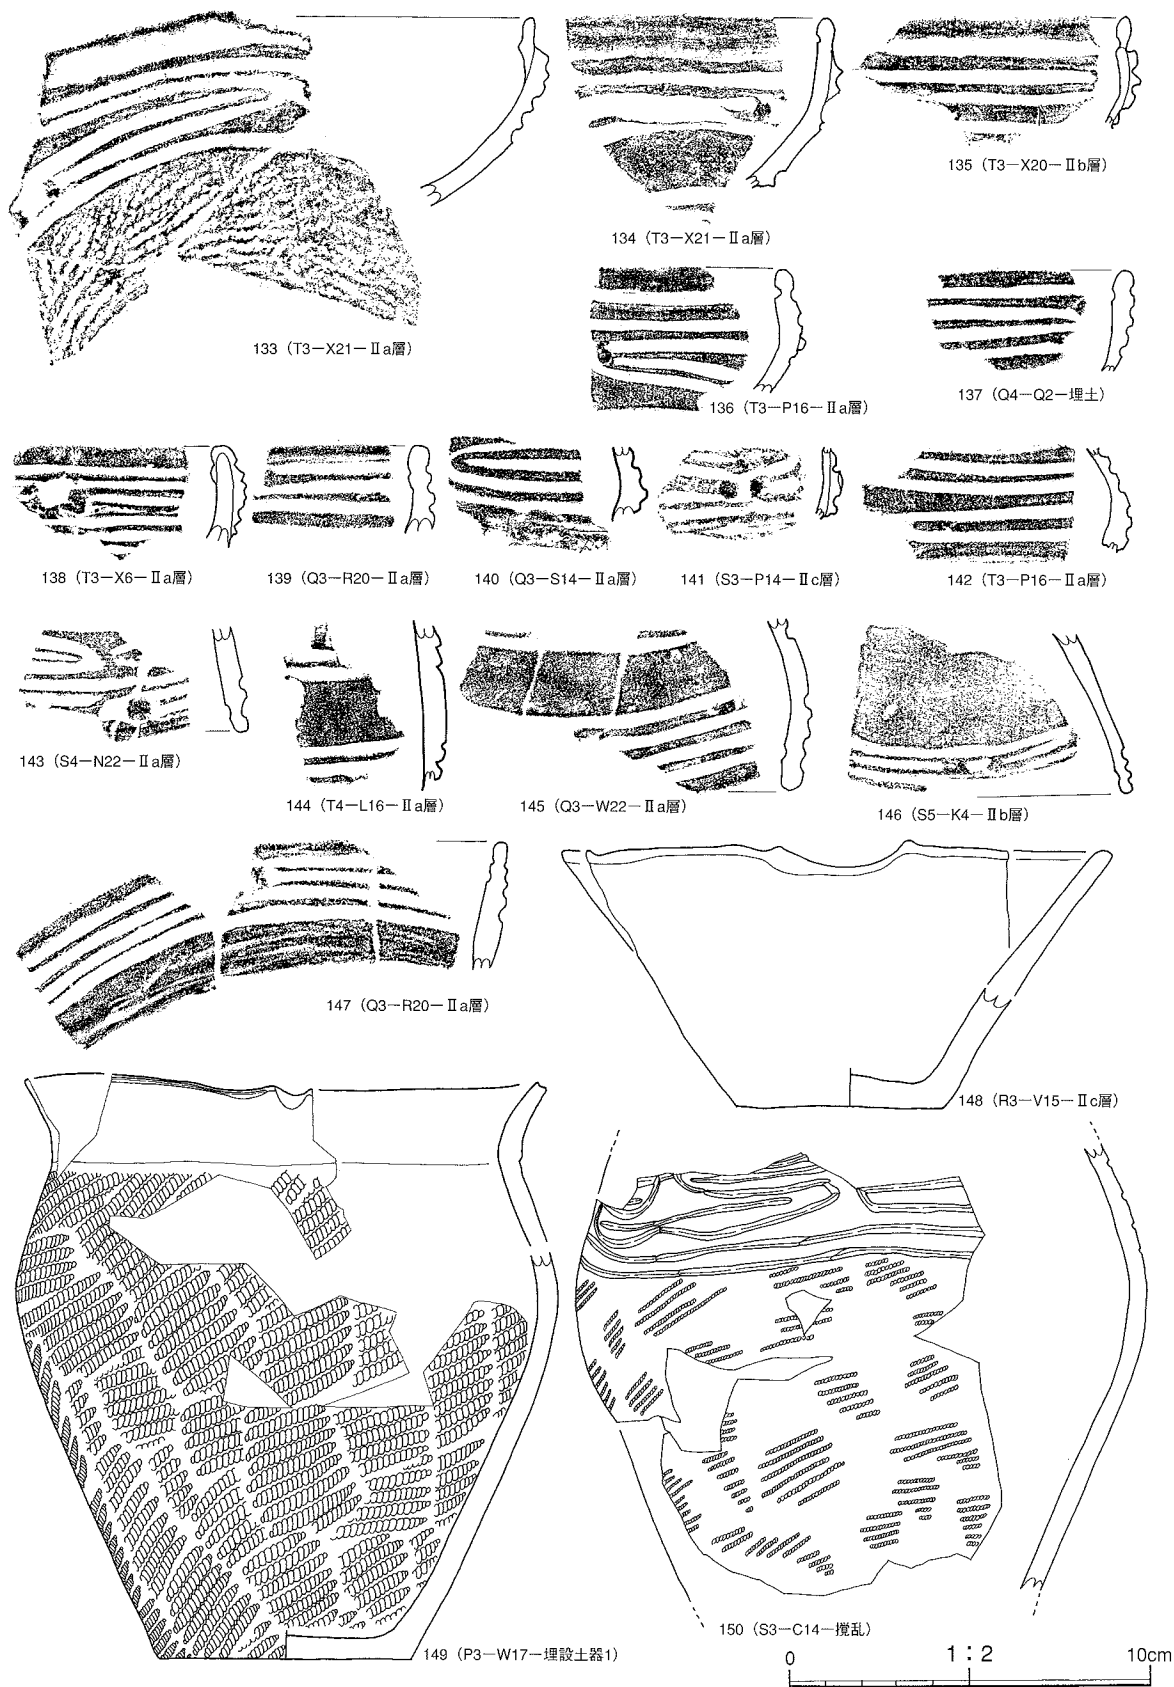 133（T3－X21－Ⅱa層）
134（T3－X21－Ⅱa層）
135（T3－X20－Ⅱb層）
136（T3－P16－Ⅱa層）
137（Q4－Q2－埋土）
138（T3－X6－Ⅱa層）
139（Q3－R20－Ⅱa層）
140（Q3－S14－Ⅱa層）
141（S3－P14－Ⅱc層）
142（T3－P16－Ⅱa層）
143（S4－N22－Ⅱa層）
144（T4－L16－Ⅱa層）
145（Q3－W22－Ⅱa層）
146（S5－K4－Ⅱb層）
147（Q3－R20－Ⅱa層）
148（R3－V15－Ⅱc層）
149（P3－W17－埋設土器1）
150（S3－C14－撹乱）
0 1：2 10cm